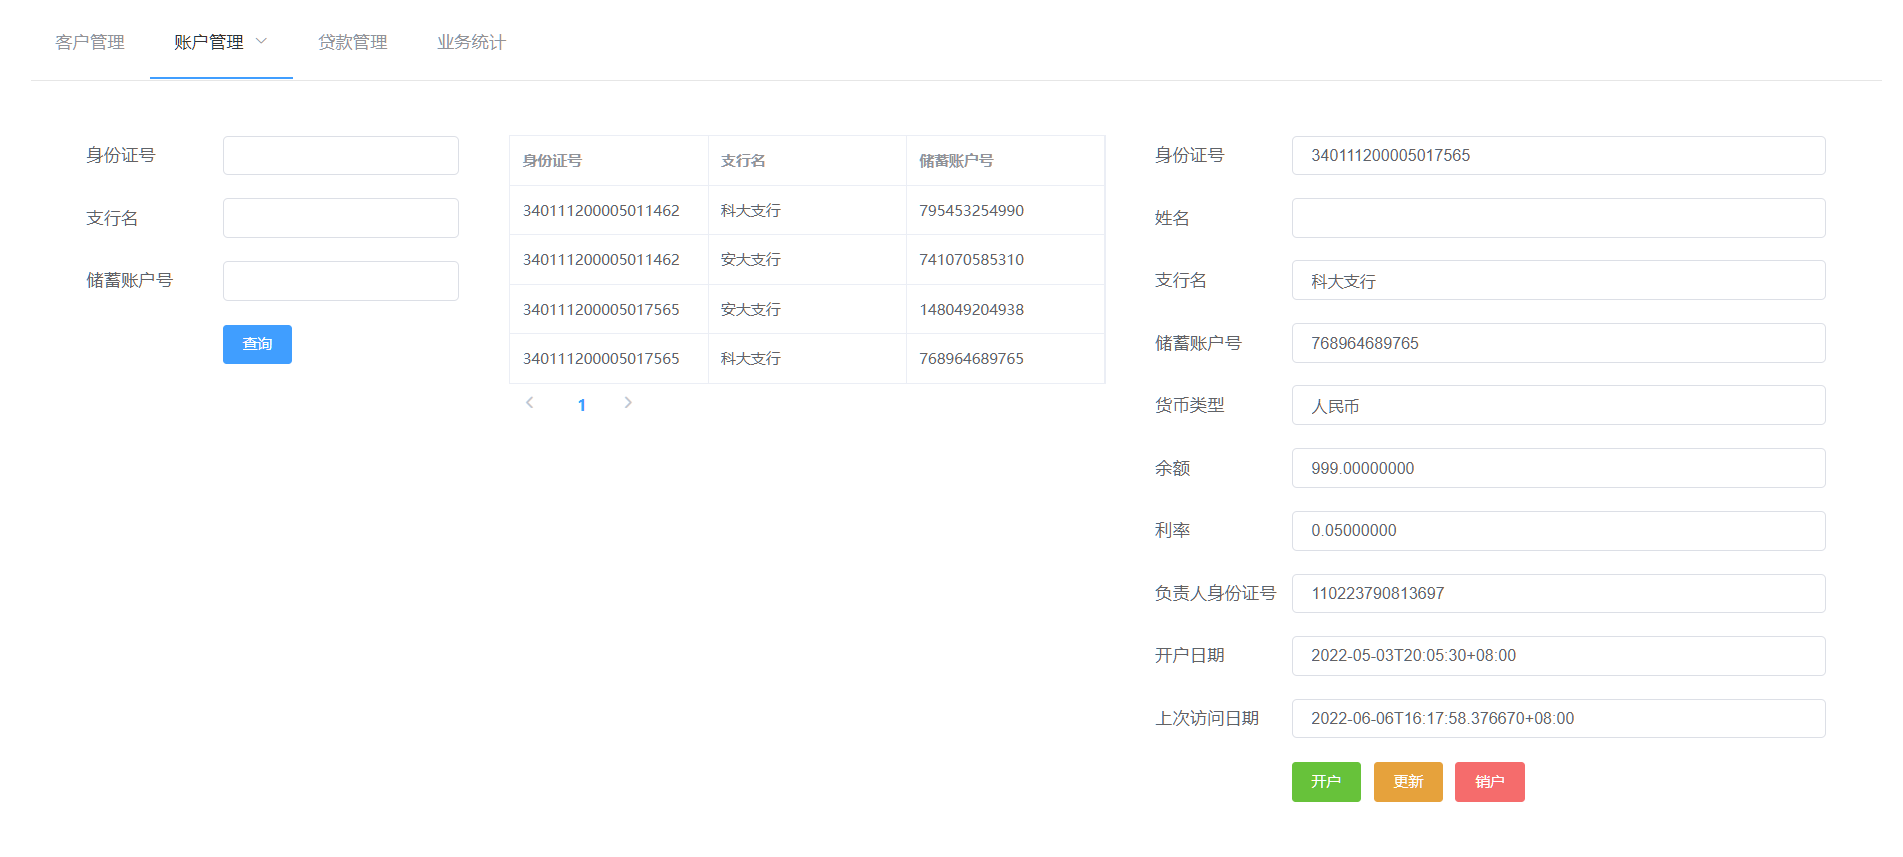 客户管理 账户管理 贷款管理 业务统计
身份证号
支行名
储蓄账户号
查询
身份证号 支行名 储蓄账户号
340111200005011462 科大支行 795453254990
340111200005011462 安大支行 741070585310
340111200005017565 安大支行 148049204938
340111200005017565 科大支行 768964689765
1
身份证号 340111200005017565
姓名
支行名 科大支行
储蓄账户号 768964689765
货币类型 人民币
余额 999.00000000
利率 0.05000000
负责人身份证号 110223790813697
开户日期 2022-05-03T20:05:30+08:00
上次访问日期 2022-06-06T16:17:58.376670+08:00
开户 更新 销户